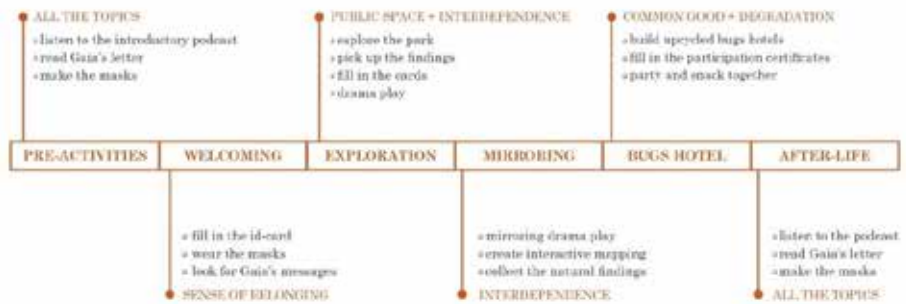 ALL THE TOPICS
listen to the introductory podcast
read Gaia's letter
make the masks
PUBLIC SPACE + INTERDEPENDENCE
explore the park
pick up the findings
fill in the cards
drama play
COMMON GOOD + DEGRADATION
build upcycled bugs hotels
fill in the participation certificates
party and snack together
PRE-ACTIVITIES
WELCOMING
EXPLORATION
MIRRORING
BUGS HOTEL
AFTER-LIFE
fill in the id-card
wear the masks
look for Gaia's messages
SENSE OF BELONGING
mirroring drama play
create interactive mapping
collect the natural findings
INTERDEPENDENCE
listen to the podcast
read Gaia's letter
make the masks
ALL THE TOPICS